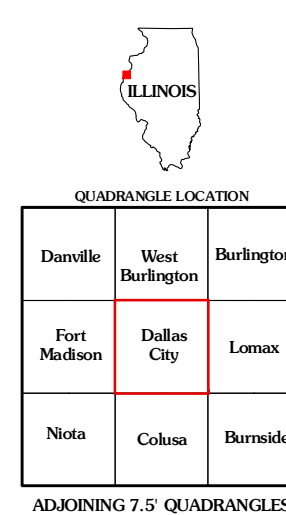 ILLINOIS
QUADRANGLE LOCATION
Danville
West
Burlington
Burlington
Fort
Madison
Dallas
City
Lomax
Niota
Colusa
Burnside
ADJOINING 7.5' QUADRANGLES